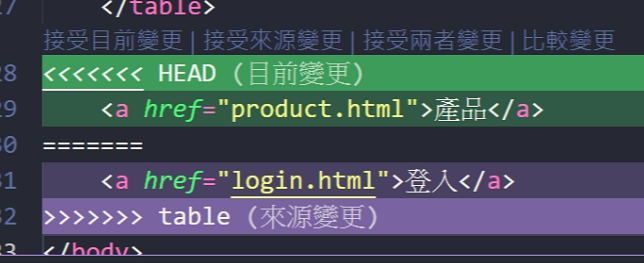 27 </table>
接受目前變更 | 接受來源變更 | 接受兩者變更 | 比較變更
28 <<<<<<< HEAD (目前變更)
29 <a href="product.html">產品</a>
30 =======
31 <a href="login.html">登入</a>
32 >>>>>>> table (來源變更)
33 </body>